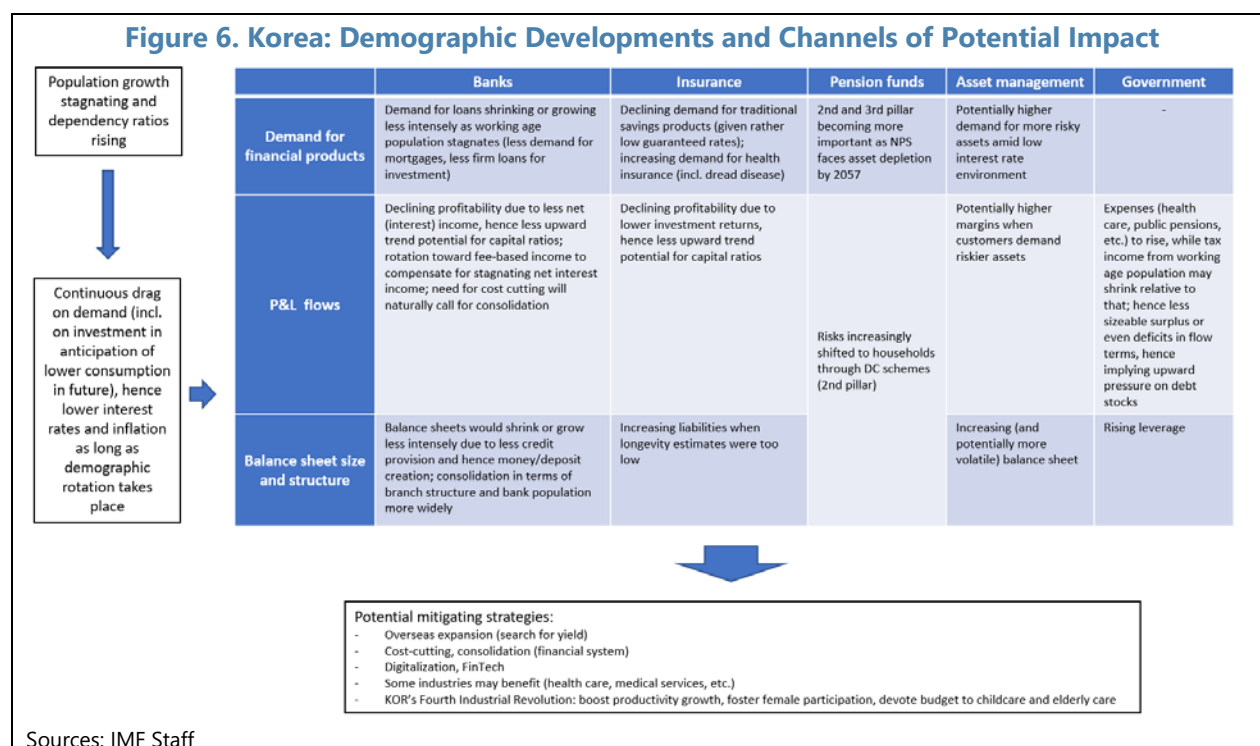 Figure 6. Korea: Demographic Developments and Channels of Potential Impact
Population growth
stagnating and
dependency ratios
rising
Continuous drag
on demand (incl.
on investment in
anticipation of
lower consumption
in future), hence
lower interest
rates and inflation
as long as
demographic
rotation takes
place
Banks
Insurance
Pension funds
Asset management
Government
Demand for
financial products
Demand for loans shrinking or growing
less intensely as working age
population stagnates (less demand for
mortgages, less firm loans for
investment)
Declining demand for traditional
savings products (given rather
low guaranteed rates);
increasing demand for health
insurance (incl. dread disease)
2nd and 3rd pillar
becoming more
important as NPS
faces asset depletion
by 2057
Potentially higher
demand for more risky
assets amid low
interest rate
environment
-
P&L flows
Declining profitability due to less net
(interest) income, hence less upward
trend potential for capital ratios;
rotation toward fee-based income to
compensate for stagnating net interest
income; need for cost cutting will
naturally call for consolidation
Declining profitability due to
lower investment returns,
hence less upward trend
potential for capital ratios
Risks increasingly
shifted to households
through DC schemes
(2nd pillar)
Potentially higher
margins when
customers demand
riskier assets
Expenses (health
care, public pensions,
etc.) to rise, while tax
income from working
age population may
shrink relative to
that; hence less
sizeable surplus or
even deficits in flow
terms, hence
implying upward
pressure on debt
stocks
Balance sheet size
and structure
Balance sheets would shrink or grow
less intensely due to less credit
provision and hence money/deposit
creation; consolidation in terms of
branch structure and bank population
more widely
Increasing liabilities when
longevity estimates were too
low
Increasing (and
potentially more
volatile) balance sheet
Rising leverage
Potential mitigating strategies:
- Overseas expansion (search for yield)
- Cost-cutting, consolidation (financial system)
- Digitalization, FinTech
- Some industries may benefit (health care, medical services, etc.)
- KOR's Fourth Industrial Revolution: boost productivity growth, foster female participation, devote budget to childcare and elderly care
Sources: IMF Staff